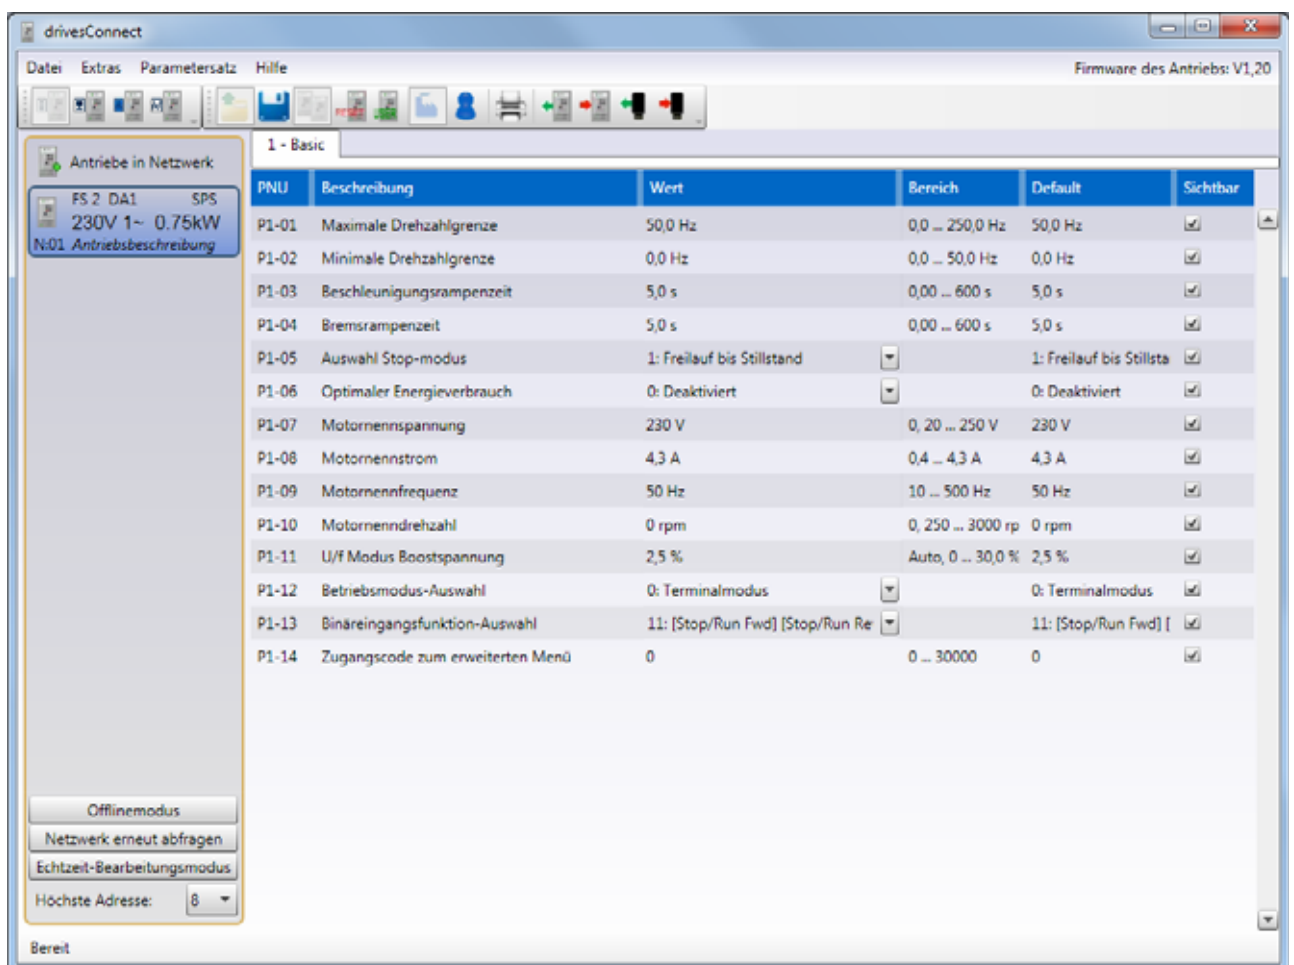 drivesConnect
Datei Extras Parametersatz Hilfe Firmware des Antriebs: V1,20
1 - Basic
Antriebe in Netzwerk
FS 2 DA1 SPS
230V 1~ 0.75kW
N:01 Antriebsbeschreibung
PNU Beschreibung Wert Bereich Default Sichtbar
P1-01 Maximale Drehzahlgrenze 50,0 Hz 0,0 ... 250,0 Hz 50,0 Hz
P1-02 Minimale Drehzahlgrenze 0,0 Hz 0,0 ... 50,0 Hz 0,0 Hz
P1-03 Beschleunigungsrampenzeit 5,0 s 0,00 ... 600 s 5,0 s
P1-04 Bremsrampenzeit 5,0 s 0,00 ... 600 s 5,0 s
P1-05 Auswahl Stop-modus 1: Freilauf bis Stillstand 1: Freilauf bis Stillsta
P1-06 Optimaler Energieverbrauch 0: Deaktiviert 0: Deaktiviert
P1-07 Motornennspannung 230 V 0, 20 ... 250 V 230 V
P1-08 Motornennstrom 4,3 A 0,4 ... 4,3 A 4,3 A
P1-09 Motornennfrequenz 50 Hz 10 ... 500 Hz 50 Hz
P1-10 Motornenndrehzahl 0 rpm 0, 250 ... 3000 rp 0 rpm
P1-11 U/f Modus Boostspannung 2,5 % Auto, 0 ... 30,0 % 2,5 %
P1-12 Betriebsmodus-Auswahl 0: Terminalmodus 0: Terminalmodus
P1-13 Binäreingangsfunktion-Auswahl 11: [Stop/Run Fwd] [Stop/Run Re 11: [Stop/Run Fwd] [
P1-14 Zugangscode zum erweiterten Menü 0 0 ... 30000 0
Offlinemodus
Netzwerk erneut abfragen
Echtzeit-Bearbeitungsmodus
Höchste Adresse: 8
Bereit